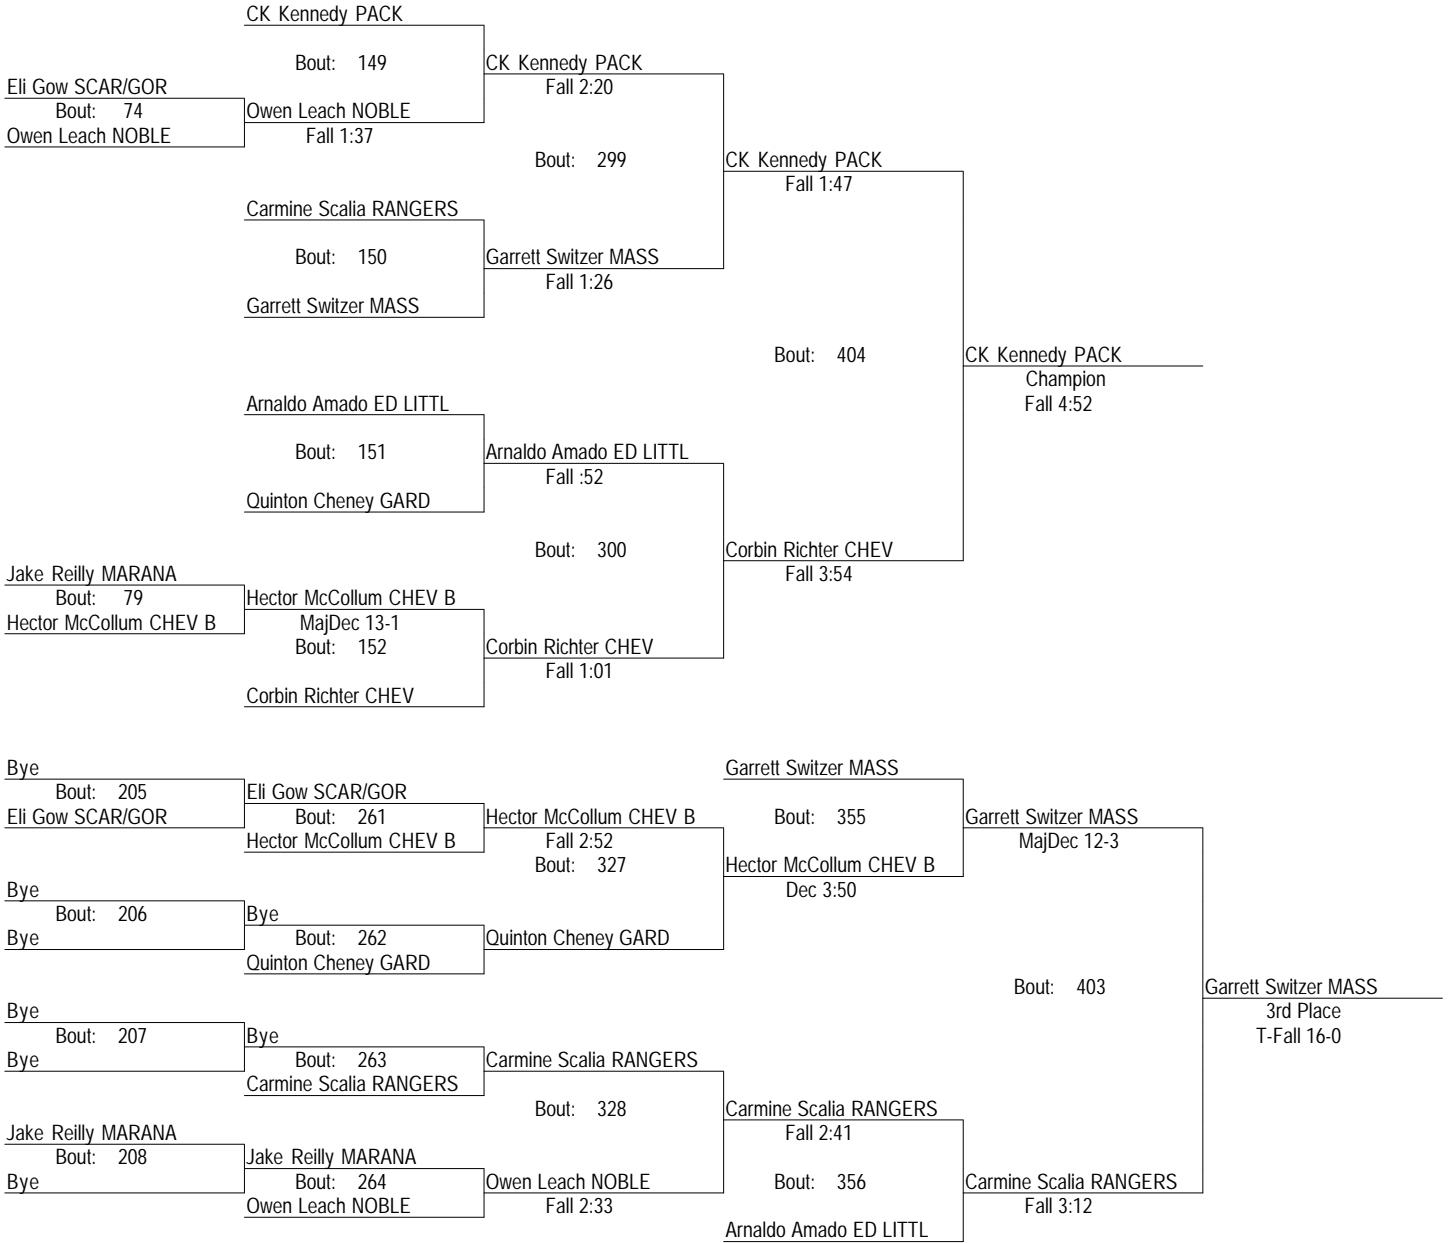 CK Kennedy PACK
Bout: 149
CK Kennedy PACK
Fall 2:20
Eli Gow SCAR/GOR
Bout: 74
Owen Leach NOBLE
Owen Leach NOBLE
Fall 1:37
Bout: 299
CK Kennedy PACK
Fall 1:47
Carmine Scalia RANGERS
Bout: 150
Garrett Switzer MASS
Fall 1:26
Garrett Switzer MASS
Bout: 404
CK Kennedy PACK
Champion
Fall 4:52
Arnaldo Amado ED LITTL
Bout: 151
Arnaldo Amado ED LITTL
Fall :52
Quinton Cheney GARD
Bout: 300
Corbin Richter CHEV
Fall 3:54
Jake Reilly MARANA
Bout: 79
Hector McCollum CHEV B
Hector McCollum CHEV B
MajDec 13-1
Bout: 152
Corbin Richter CHEV
Fall 1:01
Corbin Richter CHEV
Bye
Bout: 205
Eli Gow SCAR/GOR
Eli Gow SCAR/GOR
Bout: 261
Hector McCollum CHEV B
Hector McCollum CHEV B
Fall 2:52
Bout: 327
Garrett Switzer MASS
Bout: 355
Hector McCollum CHEV B
Dec 3:50
Garrett Switzer MASS
MajDec 12-3
Bye
Bout: 206
Bye
Bye
Bout: 262
Quinton Cheney GARD
Quinton Cheney GARD
Bout: 403
Garrett Switzer MASS
3rd Place
T-Fall 16-0
Bye
Bout: 207
Bye
Bye
Bout: 263
Carmine Scalia RANGERS
Carmine Scalia RANGERS
Bout: 328
Carmine Scalia RANGERS
Fall 2:41
Jake Reilly MARANA
Bout: 208
Bye
Jake Reilly MARANA
Bout: 264
Owen Leach NOBLE
Owen Leach NOBLE
Fall 2:33
Bout: 356
Arnaldo Amado ED LITTL
Carmine Scalia RANGERS
Fall 3:12